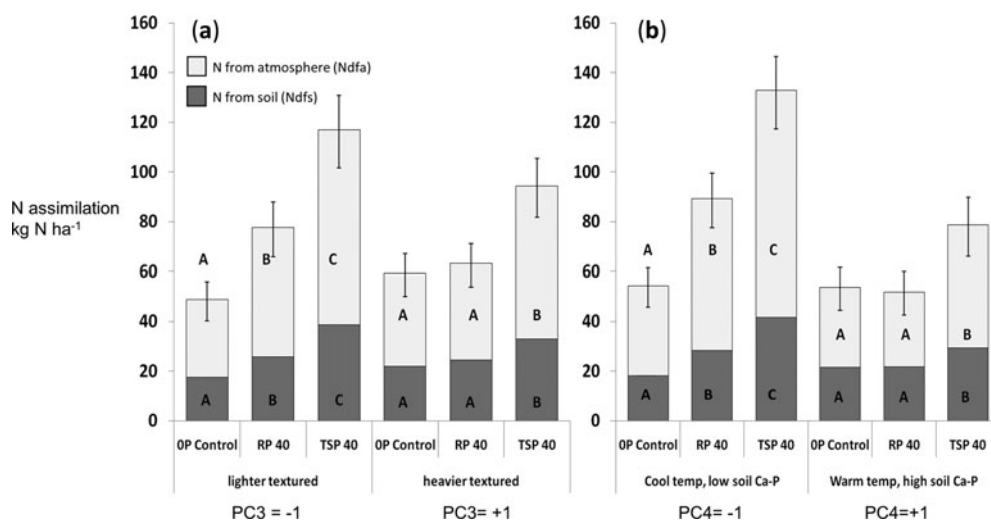 (a)
N from atmosphere (Ndfa)
N from soil (Ndfs)
160
140
120
100
80
60
40
20
0
N assimilation
kg N ha⁻¹
A B C
A B
A B C A A B
0P Control RP 40 TSP 40 0P Control RP 40 TSP 40
lighter textured heavier textured
PC3 = -1 PC3= +1
(b)
160
140
120
100
80
60
40
20
0
A B C
A A B
A B C A A B
0P Control RP 40 TSP 40 0P Control RP 40 TSP 40
Cool temp, low soil Ca-P Warm temp, high soil Ca-P
PC4= -1 PC4=+1